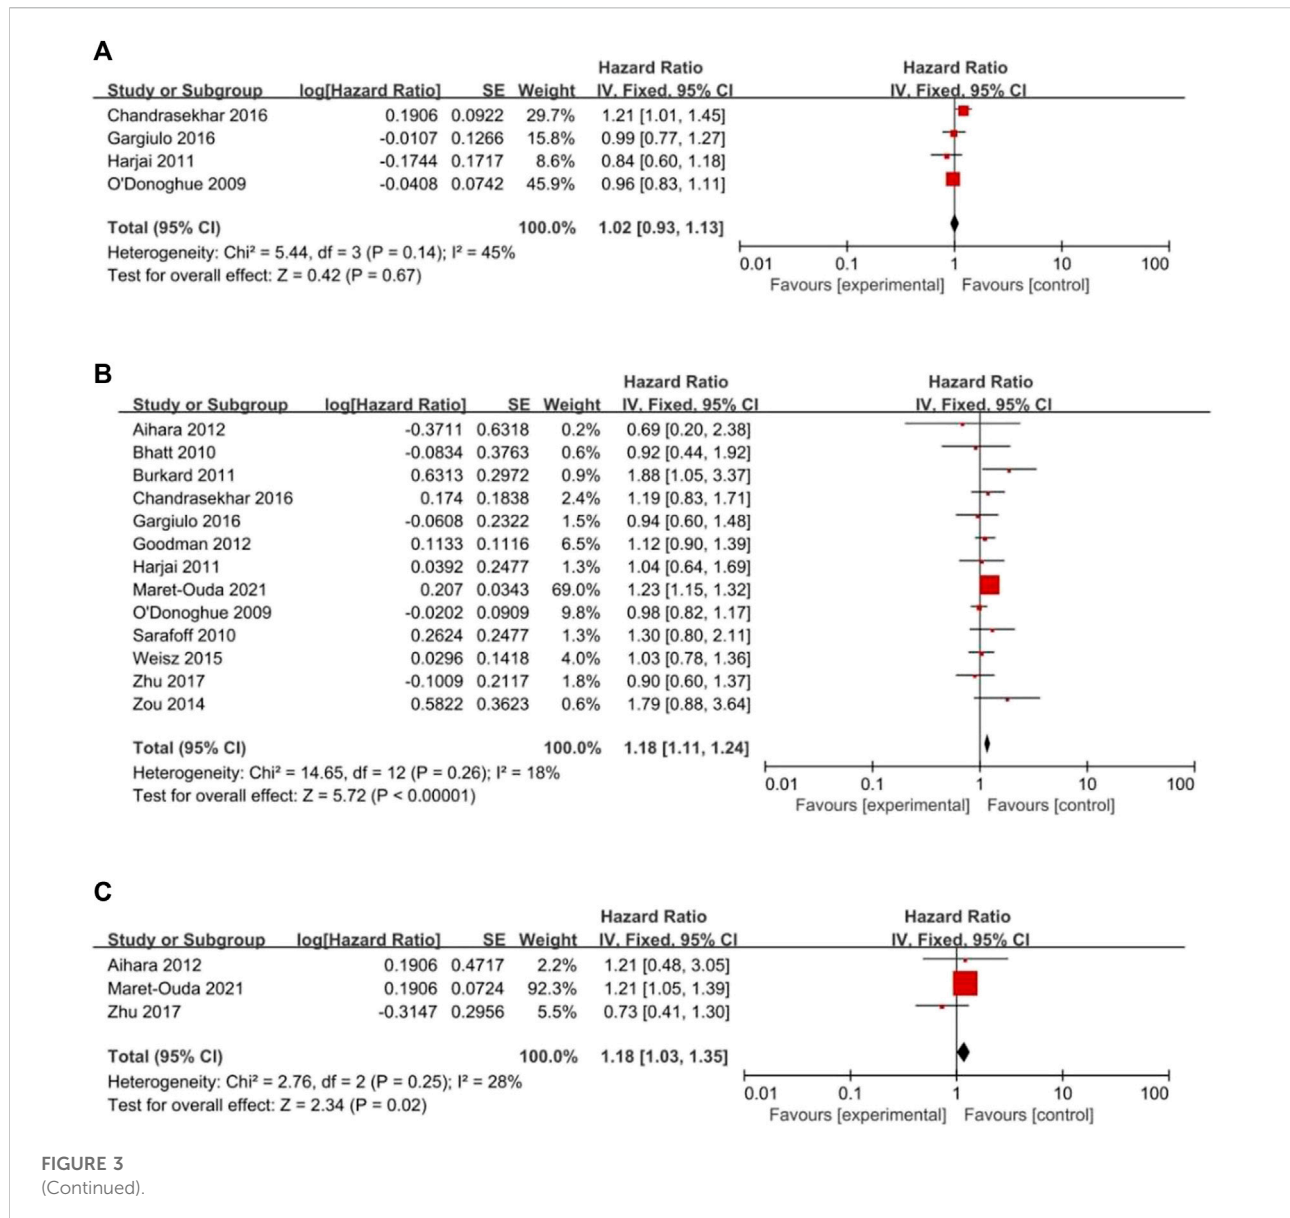 A
Hazard Ratio Hazard Ratio
Study or Subgroup log[Hazard Ratio] SE Weight IV, Fixed, 95% CI IV, Fixed, 95% CI
Chandrasekhar 2016 0.1906 0.0922 29.7% 1.21 [1.01, 1.45]
Gargiulo 2016 -0.0107 0.1266 15.8% 0.99 [0.77, 1.27]
Harjai 2011 -0.1744 0.1717 8.6% 0.84 [0.60, 1.18]
O'Donoghue 2009 -0.0408 0.0742 45.9% 0.96 [0.83, 1.11]
Total (95% CI) 100.0% 1.02 [0.93, 1.13]
Heterogeneity: Chi² = 5.44, df = 3 (P = 0.14); I² = 45%
Test for overall effect: Z = 0.42 (P = 0.67)
0.01 0.1 1 10 100
Favours [experimental] Favours [control]
B
Hazard Ratio Hazard Ratio
Study or Subgroup log[Hazard Ratio] SE Weight IV, Fixed, 95% CI IV, Fixed, 95% CI
Aihara 2012 -0.3711 0.6318 0.2% 0.69 [0.20, 2.38]
Bhatt 2010 -0.0834 0.3763 0.6% 0.92 [0.44, 1.92]
Burkard 2011 0.6313 0.2972 0.9% 1.88 [1.05, 3.37]
Chandrasekhar 2016 0.174 0.1838 2.4% 1.19 [0.83, 1.71]
Gargiulo 2016 -0.0608 0.2322 1.5% 0.94 [0.60, 1.48]
Goodman 2012 0.1133 0.1116 6.5% 1.12 [0.90, 1.39]
Harjai 2011 0.0392 0.2477 1.3% 1.04 [0.64, 1.69]
Maret-Ouda 2021 0.207 0.0343 69.0% 1.23 [1.15, 1.32]
O'Donoghue 2009 -0.0202 0.0909 9.8% 0.98 [0.82, 1.17]
Sarafoff 2010 0.2624 0.2477 1.3% 1.30 [0.80, 2.11]
Weisz 2015 0.0296 0.1418 4.0% 1.03 [0.78, 1.36]
Zhu 2017 -0.1009 0.2117 1.8% 0.90 [0.60, 1.37]
Zou 2014 0.5822 0.3623 0.6% 1.79 [0.88, 3.64]
Total (95% CI) 100.0% 1.18 [1.11, 1.24]
Heterogeneity: Chi² = 14.65, df = 12 (P = 0.26); I² = 18%
Test for overall effect: Z = 5.72 (P < 0.00001)
0.01 0.1 1 10 100
Favours [experimental] Favours [control]
C
Hazard Ratio Hazard Ratio
Study or Subgroup log[Hazard Ratio] SE Weight IV, Fixed, 95% CI IV, Fixed, 95% CI
Aihara 2012 0.1906 0.4717 2.2% 1.21 [0.48, 3.05]
Maret-Ouda 2021 0.1906 0.0724 92.3% 1.21 [1.05, 1.39]
Zhu 2017 -0.3147 0.2956 5.5% 0.73 [0.41, 1.30]
Total (95% CI) 100.0% 1.18 [1.03, 1.35]
Heterogeneity: Chi² = 2.76, df = 2 (P = 0.25); I² = 28%
Test for overall effect: Z = 2.34 (P = 0.02)
0.01 0.1 1 10 100
Favours [experimental] Favours [control]
FIGURE 3
(Continued).